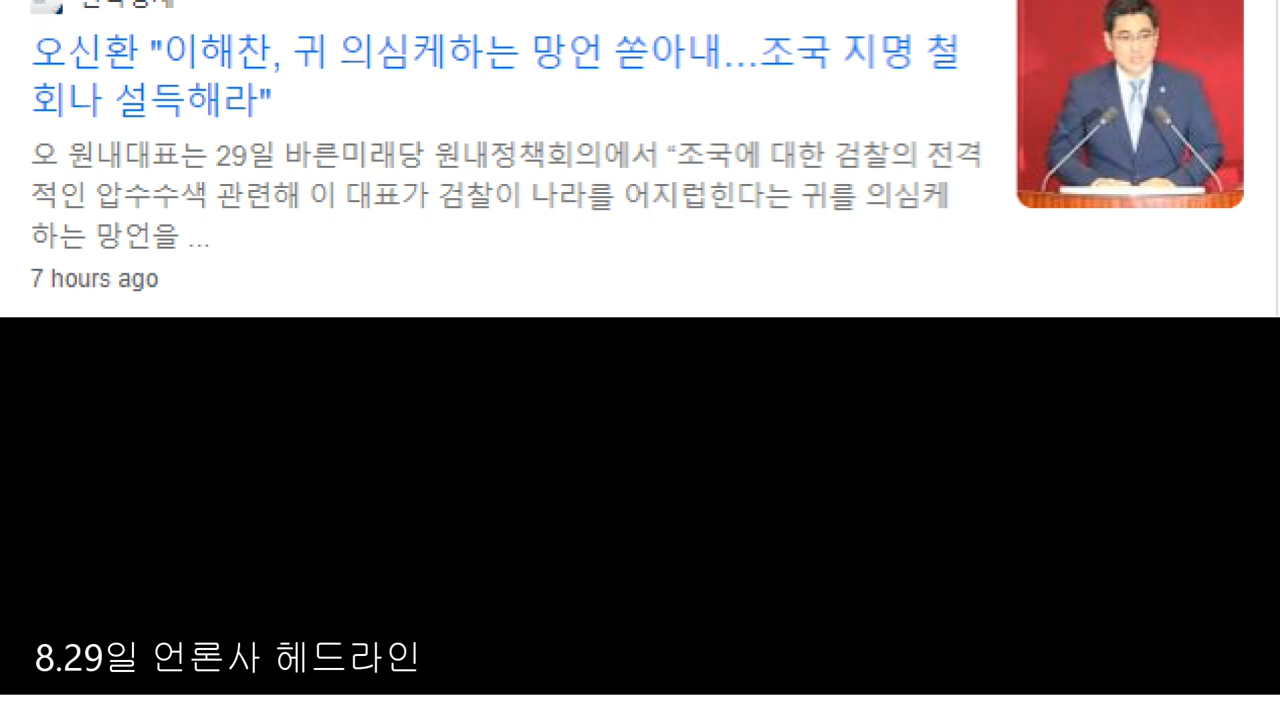 오신환 "이해찬, 귀 의심케하는 망언 쏟아내...조국 지명 철
회나 설득해라"
오 원내대표는 29일 바른미래당 원내정책회의에서 “조국에 대한 검찰의 전격
적인 압수수색 관련해 이 대표가 검찰이 나라를 어지럽힌다는 귀를 의심케
하는 망언을 ...
7 hours ago
8.29일 언론사 헤드라인